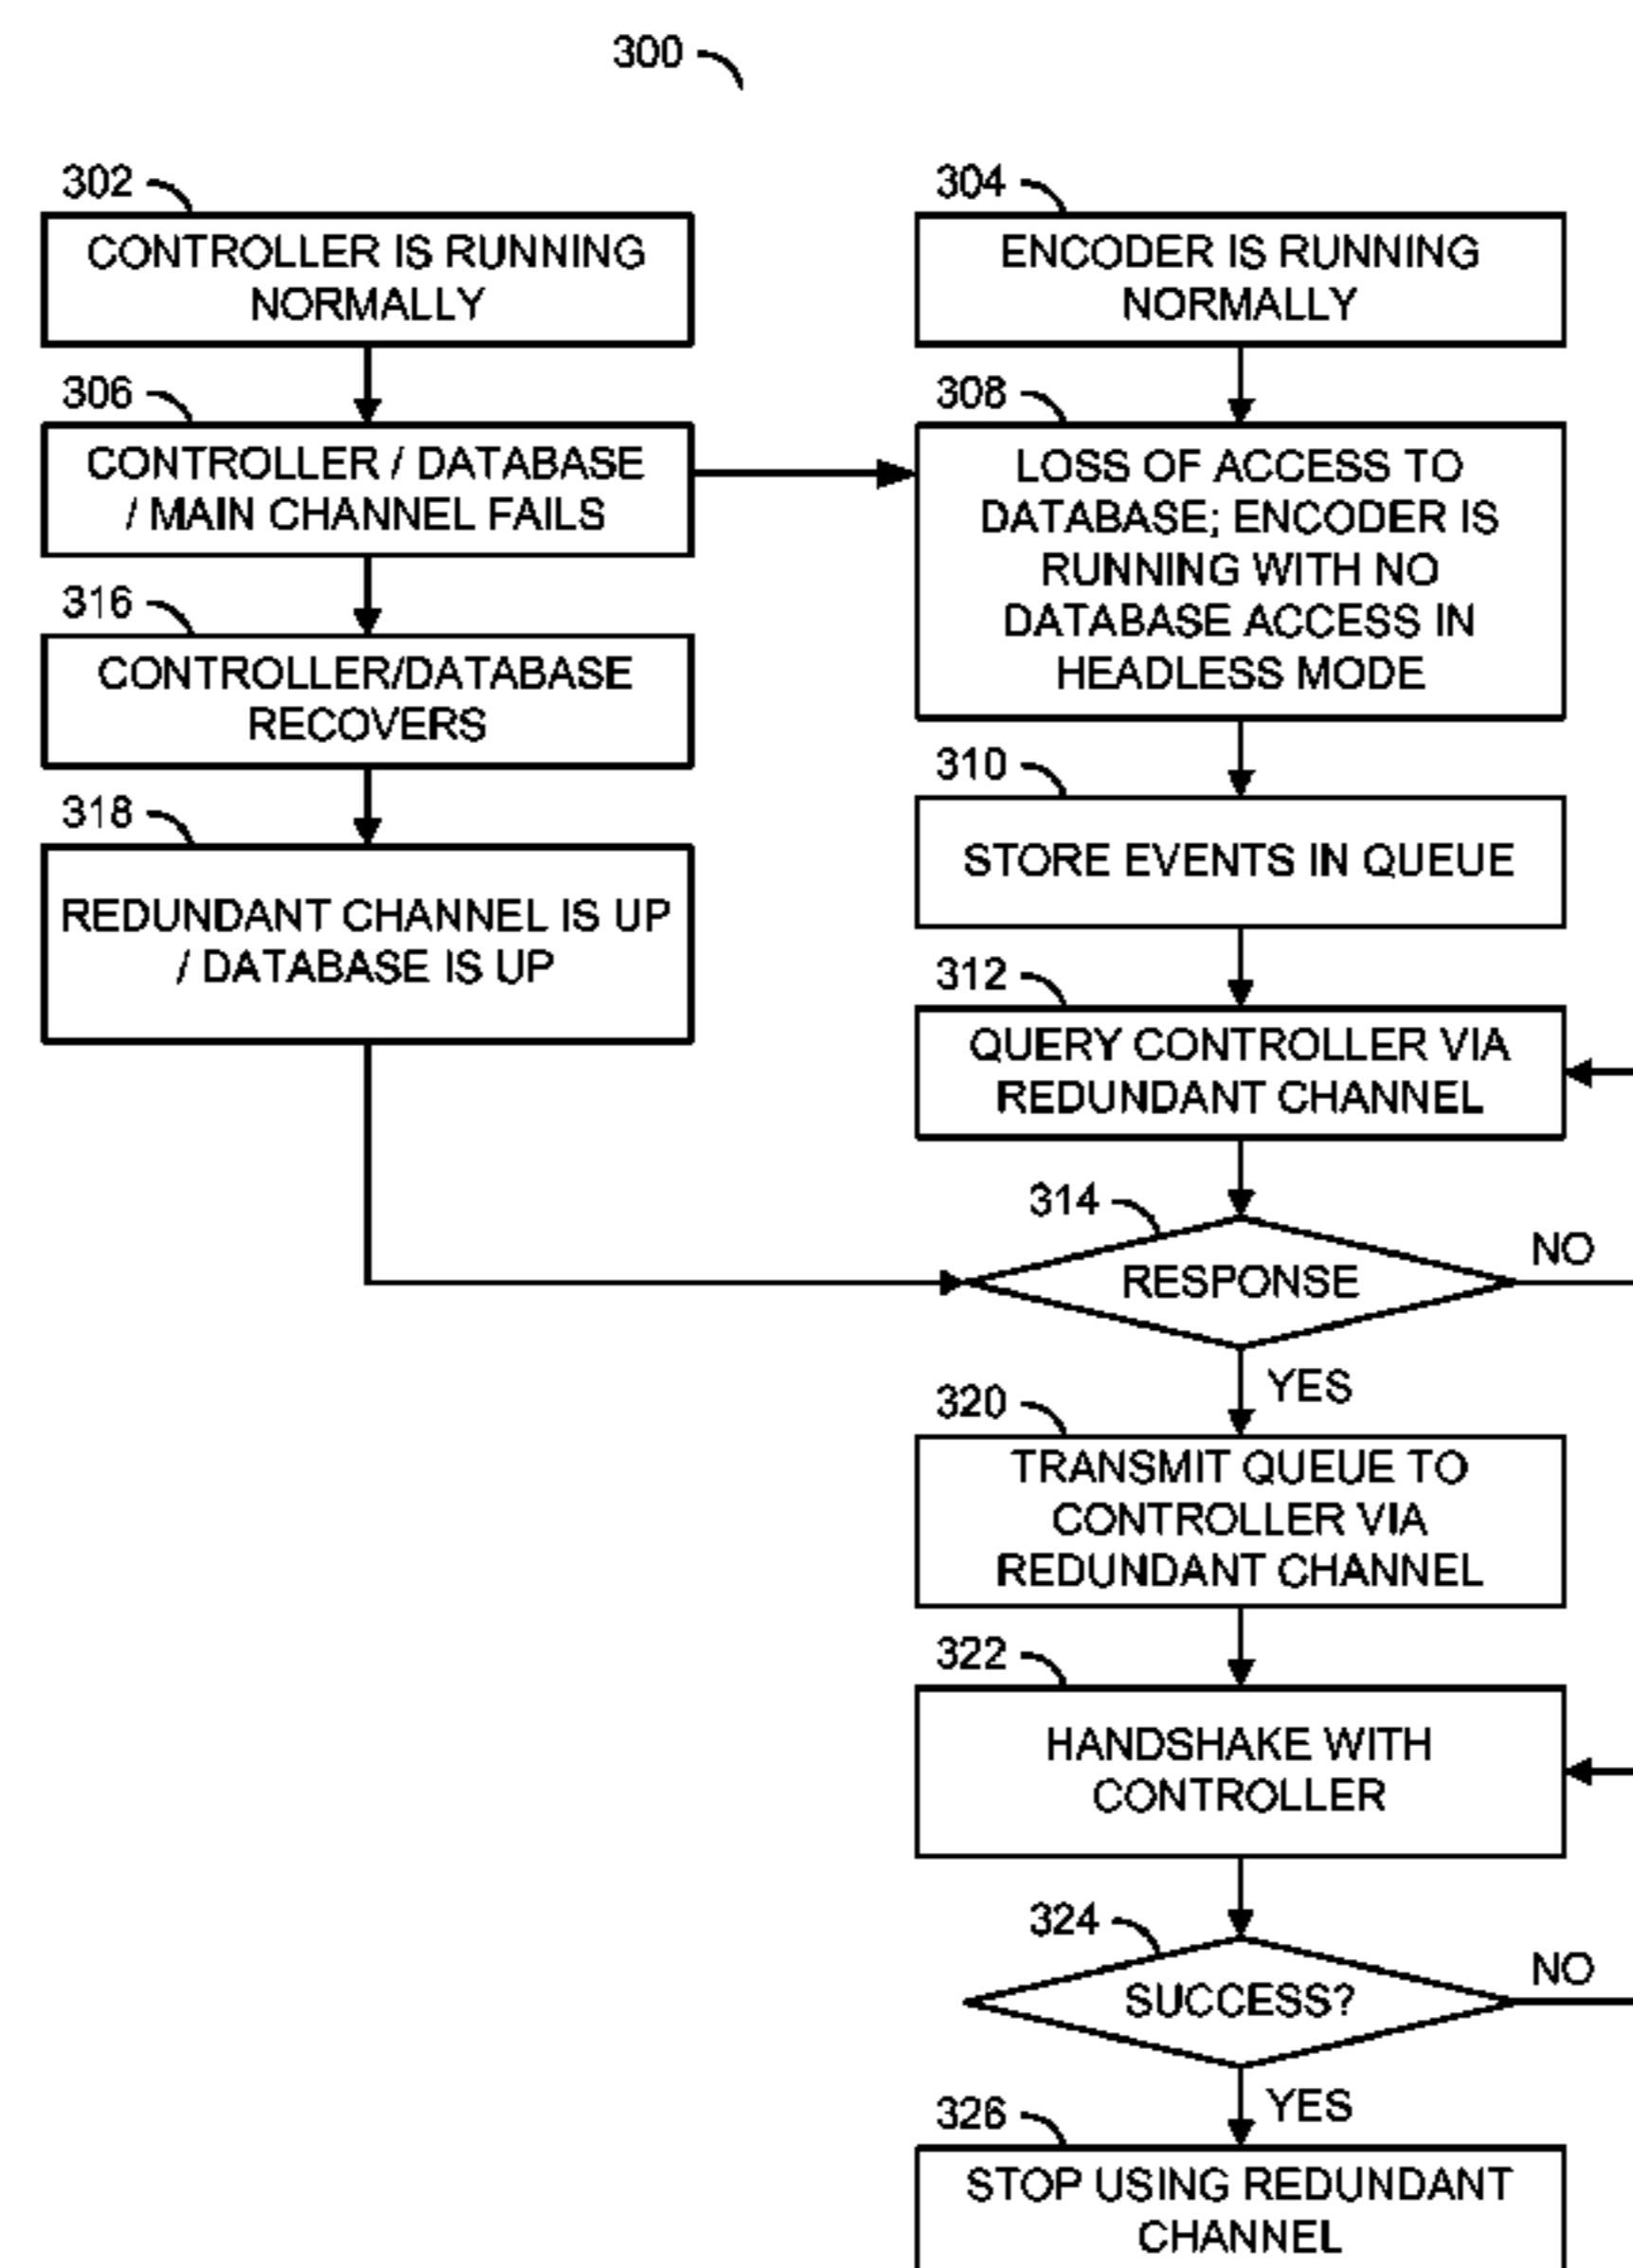 300
302
CONTROLLER IS RUNNING
NORMALLY
304
ENCODER IS RUNNING
NORMALLY
306
CONTROLLER / DATABASE
/ MAIN CHANNEL FAILS
308
LOSS OF ACCESS TO
DATABASE; ENCODER IS
RUNNING WITH NO
DATABASE ACCESS IN
HEADLESS MODE
316
CONTROLLER/DATABASE
RECOVERS
310
STORE EVENTS IN QUEUE
318
REDUNDANT CHANNEL IS UP
/ DATABASE IS UP
312
QUERY CONTROLLER VIA
REDUNDANT CHANNEL
314
RESPONSE
NO
YES
320
TRANSMIT QUEUE TO
CONTROLLER VIA
REDUNDANT CHANNEL
322
HANDSHAKE WITH
CONTROLLER
324
SUCCESS?
NO
YES
326
STOP USING REDUNDANT
CHANNEL